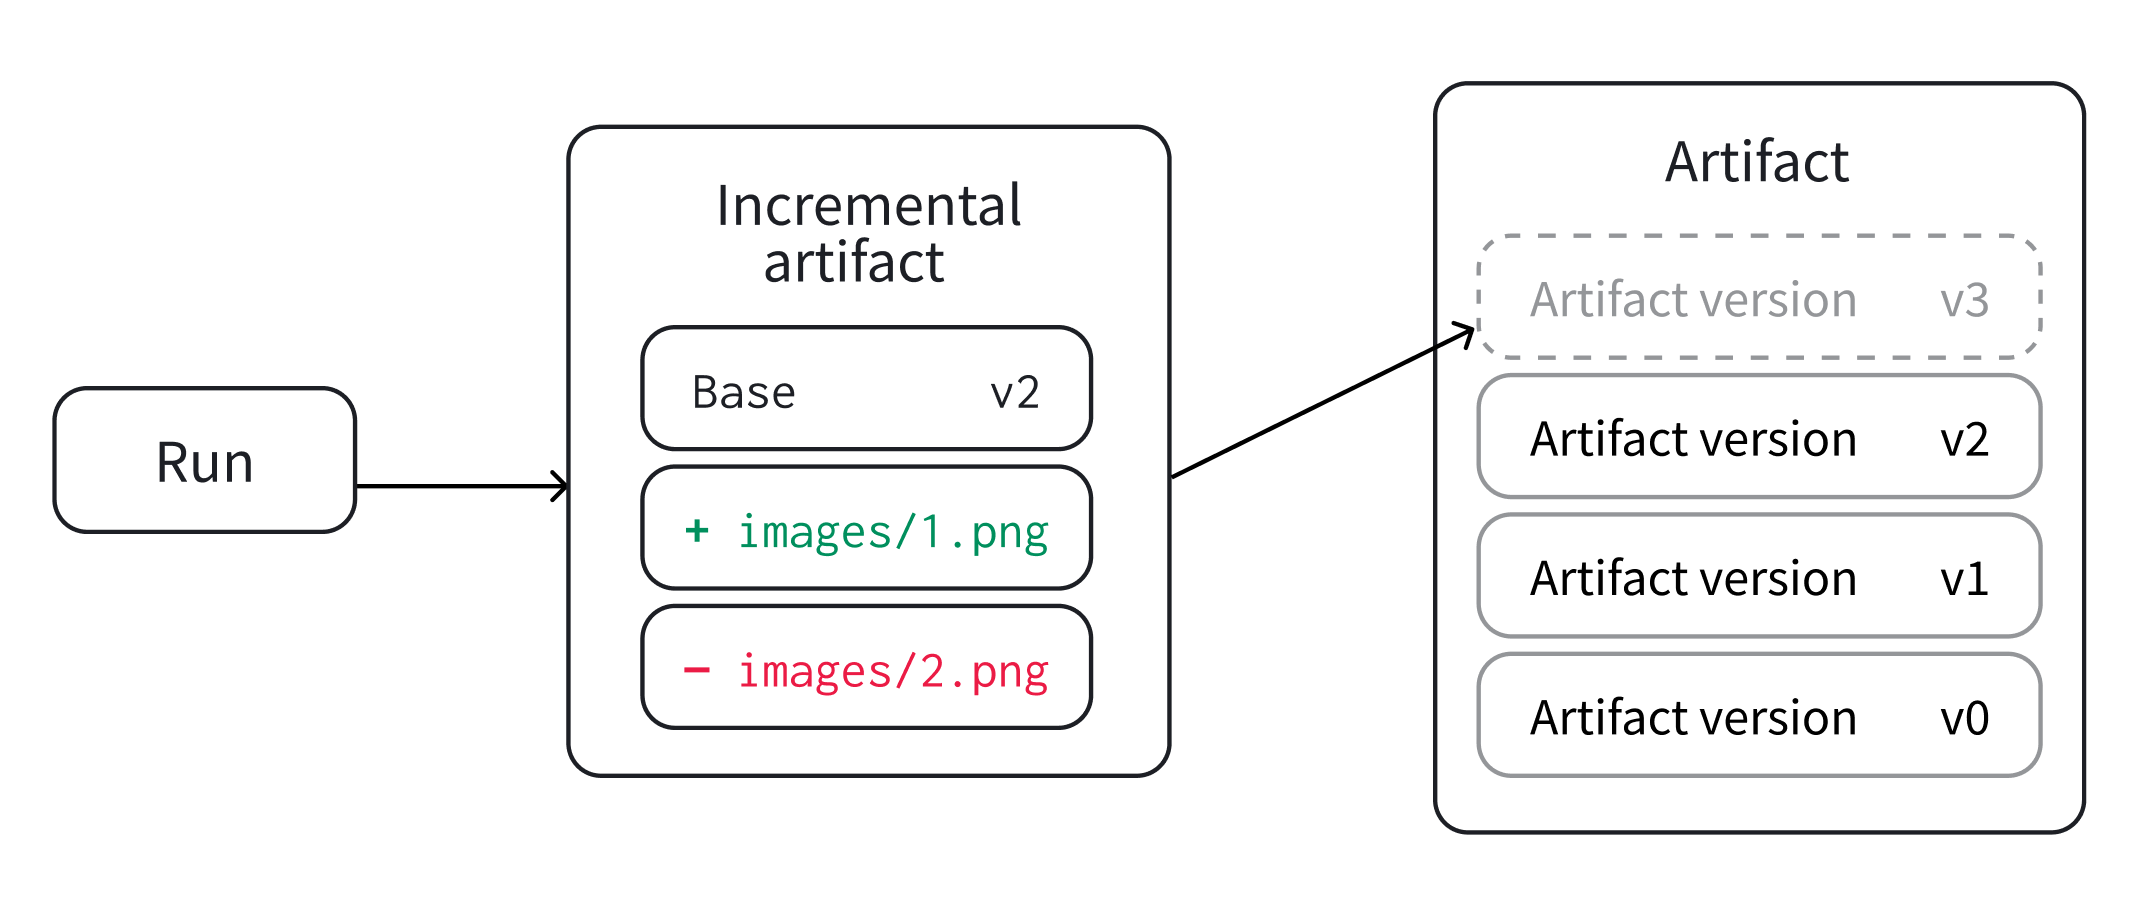 Run
Incremental
artifact
Base v2
+ images/1.png
- images/2.png
Artifact
Artifact version v3
Artifact version v2
Artifact version v1
Artifact version v0